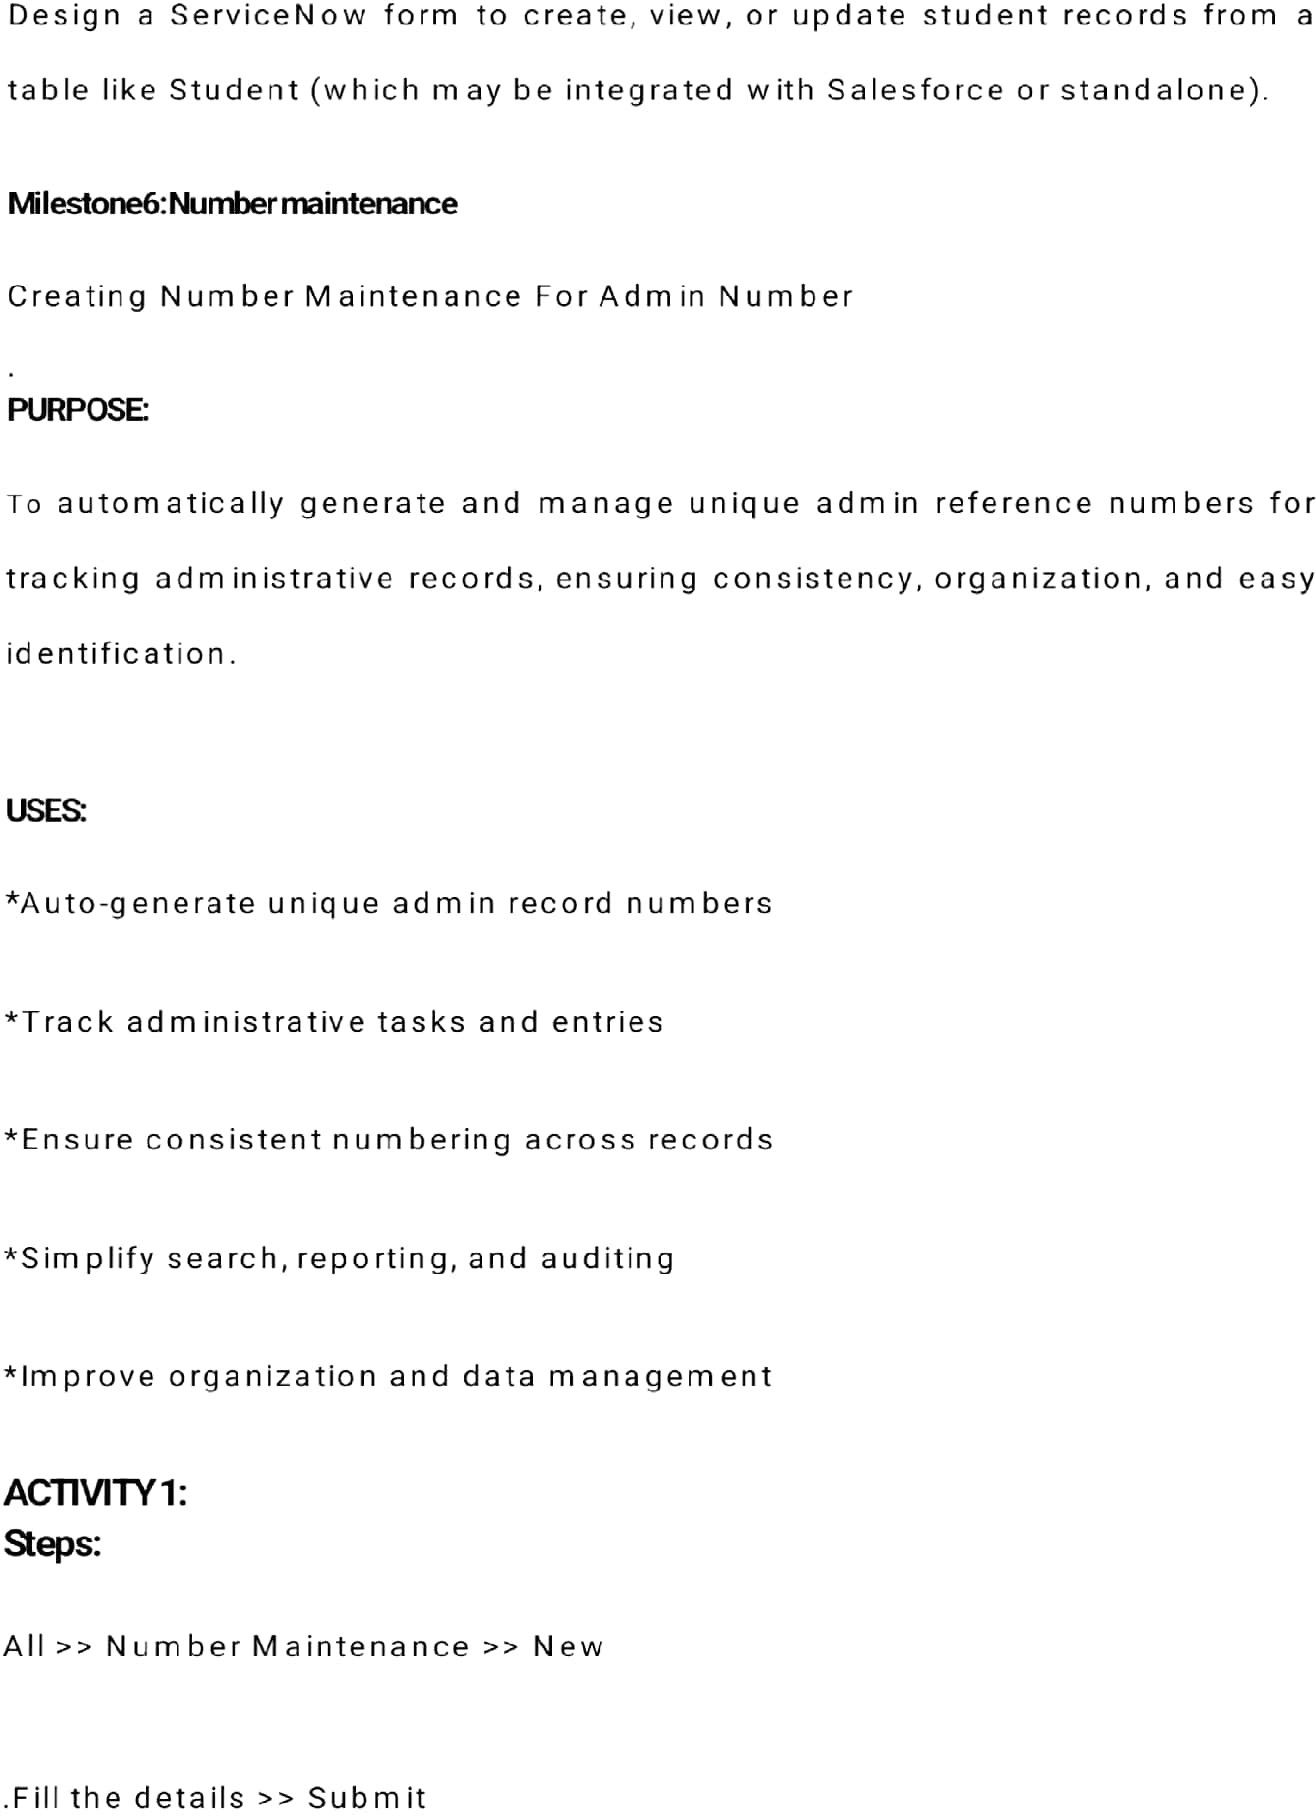 Design a ServiceNow form to create, view, or update student records from a
table like Student (which may be integrated with Salesforce or standalone).
Milestone6:Number maintenance
Creating Number Maintenance For Admin Number
.
PURPOSE:
To automatically generate and manage unique admin reference numbers for
tracking administrative records, ensuring consistency, organization, and easy
identification.
USES:
*Auto-generate unique admin record numbers
*Track administrative tasks and entries
*Ensure consistent numbering across records
*Simplify search, reporting, and auditing
*Improve organization and data management
ACTIVITY 1:
Steps:
All >> Number Maintenance >> New
.Fill the details >> Submit